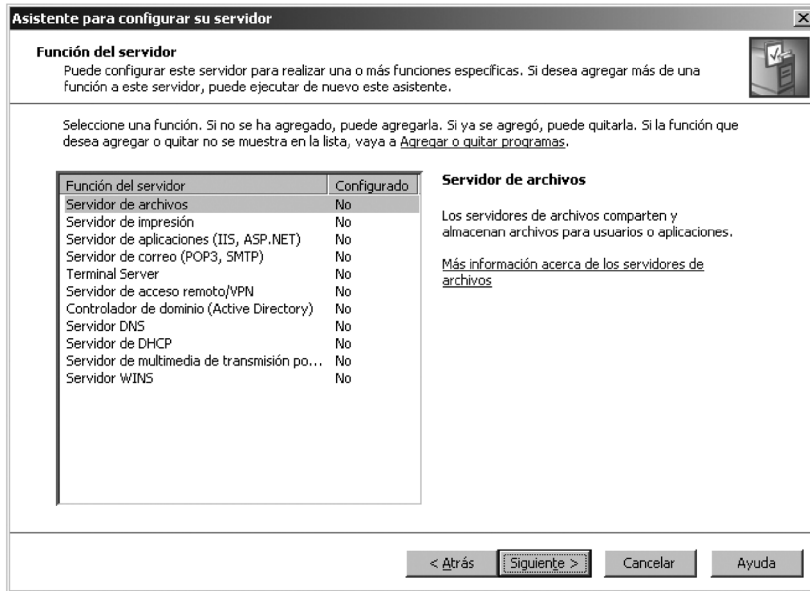 Asistente para configurar su servidor
Función del servidor
Puede configurar este servidor para realizar una o más funciones específicas. Si desea agregar más de una
función a este servidor, puede ejecutar de nuevo este asistente.
Seleccione una función. Si no se ha agregado, puede agregarla. Si ya se agregó, puede quitarla. Si la función que
desea agregar o quitar no se muestra en la lista, vaya a Agregar o quitar programas.
Función del servidor Configurado
Servidor de archivos No
Servidor de impresión No
Servidor de aplicaciones (IIS, ASP.NET) No
Servidor de correo (POP3, SMTP) No
Terminal Server No
Servidor de acceso remoto/VPN No
Controlador de dominio (Active Directory) No
Servidor DNS No
Servidor de DHCP No
Servidor de multimedia de transmisión po... No
Servidor WINS No
Servidor de archivos
Los servidores de archivos comparten y
almacenan archivos para usuarios o aplicaciones.
Más información acerca de los servidores de
archivos
< Atrás Siguiente > Cancelar Ayuda